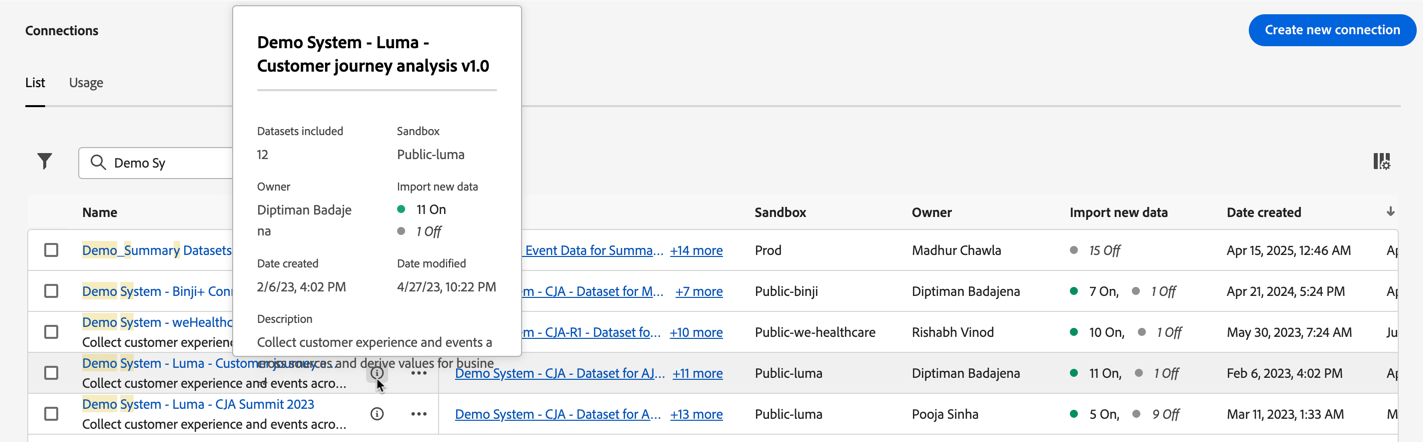 Connections
Create new connection
List
Usage
Demo Sy
Demo System - Luma -
Customer journey analysis v1.0
Datasets included
Sandbox
12
Public-luma
Owner
Import new data
Diptiman Badaje
na
11 On
1 Off
Date created
Date modified
2/6/23, 4:02 PM
4/27/23, 10:22 PM
Description
Collect customer experience and events a
cross sources and derive values for busine
Name
Sandbox
Owner
Import new data
Date created
Demo_Summary Datasets
Event Data for Summa... +14 more
Prod
Madhur Chawla
15 Off
Apr 15, 2025, 12:46 AM
Demo System - Binji+ Con
- CJA - Dataset for M... +7 more
Public-binji
Diptiman Badajena
7 On, 1 Off
Apr 21, 2024, 5:24 PM
Demo System - weHealthc
Collect customer experien
- CJA-R1 - Dataset fo... +10 more
Public-we-healthcare
Rishabh Vinod
10 On, 1 Off
May 30, 2023, 7:24 AM
Ju
Demo System - Luma - Customer journey a...
Collect customer experience and events acro...
Demo System - CJA - Dataset for AJ... +11 more
Public-luma
Diptiman Badajena
11 On, 1 Off
Feb 6, 2023, 4:02 PM
Demo System - Luma - CJA Summit 2023
Collect customer experience and events acro...
Demo System - CJA - Dataset for A... +13 more
Public-luma
Pooja Sinha
5 On, 9 Off
Mar 11, 2023, 1:33 AM
M